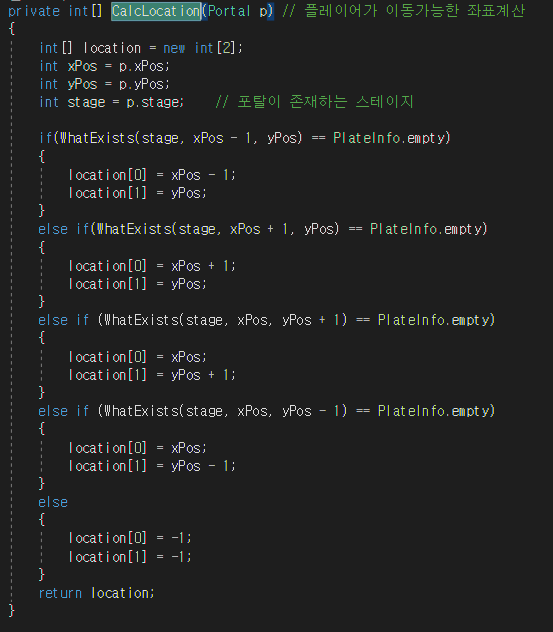 private int[] CalcLocation(Portal p) // 플레이어가 이동가능한 좌표계산
{
int[] location = new int[2];
int xPos = p.xPos;
int yPos = p.yPos;
int stage = p.stage; // 포탈이 존재하는 스테이지
if(WhatExists(stage, xPos - 1, yPos) == PlateInfo.empty)
{
location[0] = xPos - 1;
location[1] = yPos;
}
else if(WhatExists(stage, xPos + 1, yPos) == PlateInfo.empty)
{
location[0] = xPos + 1;
location[1] = yPos;
}
else if (WhatExists(stage, xPos, yPos + 1) == PlateInfo.empty)
{
location[0] = xPos;
location[1] = yPos + 1;
}
else if (WhatExists(stage, xPos, yPos - 1) == PlateInfo.empty)
{
location[0] = xPos;
location[1] = yPos - 1;
}
else
{
location[0] = -1;
location[1] = -1;
}
return location;
}